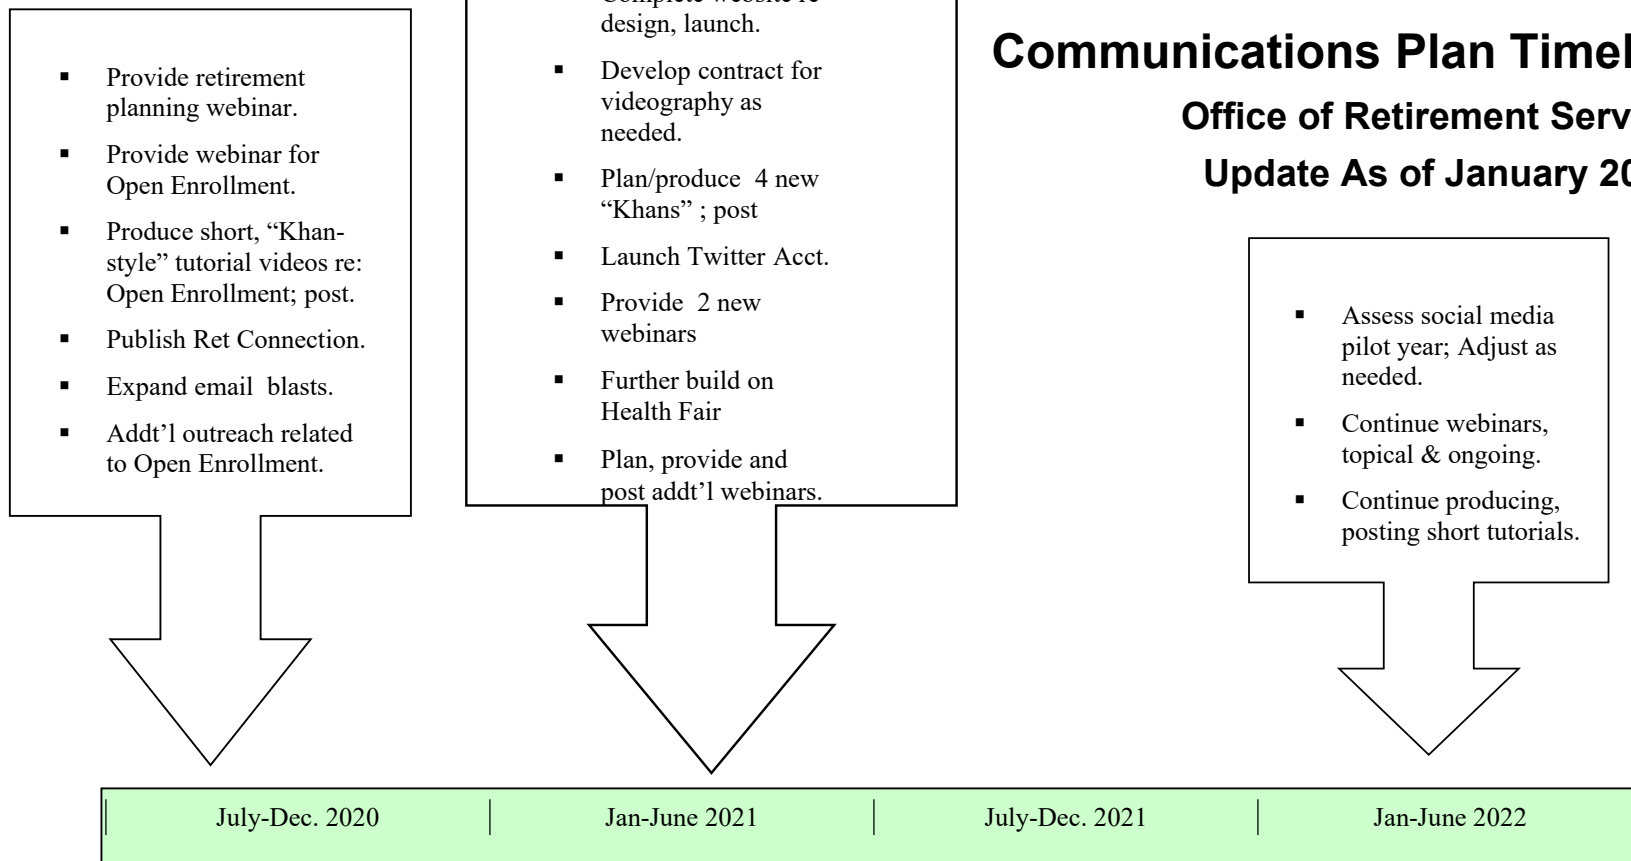 Provide retirement
planning webinar.
Provide webinar for
Open Enrollment.
Produce short, “Khan-
style” tutorial videos re:
Open Enrollment; post.
Publish Ret Connection.
Expand email blasts.
Addt’l outreach related
to Open Enrollment.
Complete website re-
design, launch.
Develop contract for
videography as
needed.
Plan/produce 4 new
“Khans” ; post
Launch Twitter Acct.
Provide 2 new
webinars
Further build on
Health Fair
Plan, provide and
post addt’l webinars.
Communications Plan
Office of Retirement
Update As of January
Assess social media
pilot year; Adjust as
needed.
Continue webinars,
topical & ongoing.
Continue producing,
posting short tutorials.
July-Dec. 2020
Jan-June 2021
July-Dec. 2021
Jan-June 2022